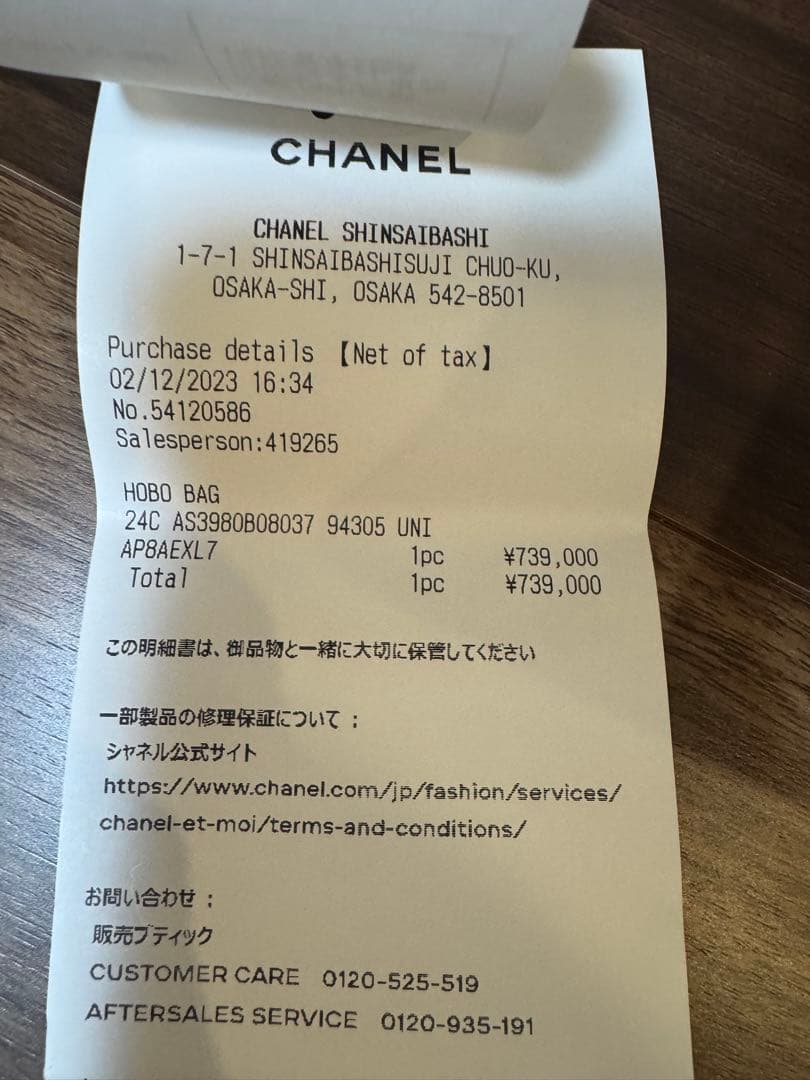 CHANEL
CHANEL SHINSAIBASHI
1-7-1 SHINSAIBASHISUJI CHUO-KU,
OSAKA-SHI, OSAKA 542-8501
Purchase details 【Net of tax】
02/12/2023 16:34
No.54120586
Salesperson:419265
HOBO BAG
24C AS3980B08037 94305 UNI
AP8AEXL7 1pc ¥739,000
Total 1pc ¥739,000
この明細書は、御品物と一緒に大切に保管してください
一部製品の修理保証について：
シャネル公式サイト
https://www.chanel.com/jp/fashion/services/
chanel-et-moi/terms-and-conditions/
お問い合わせ：
販売ブティック
CUSTOMER CARE 0120-525-519
AFTERSALES SERVICE 0120-935-191